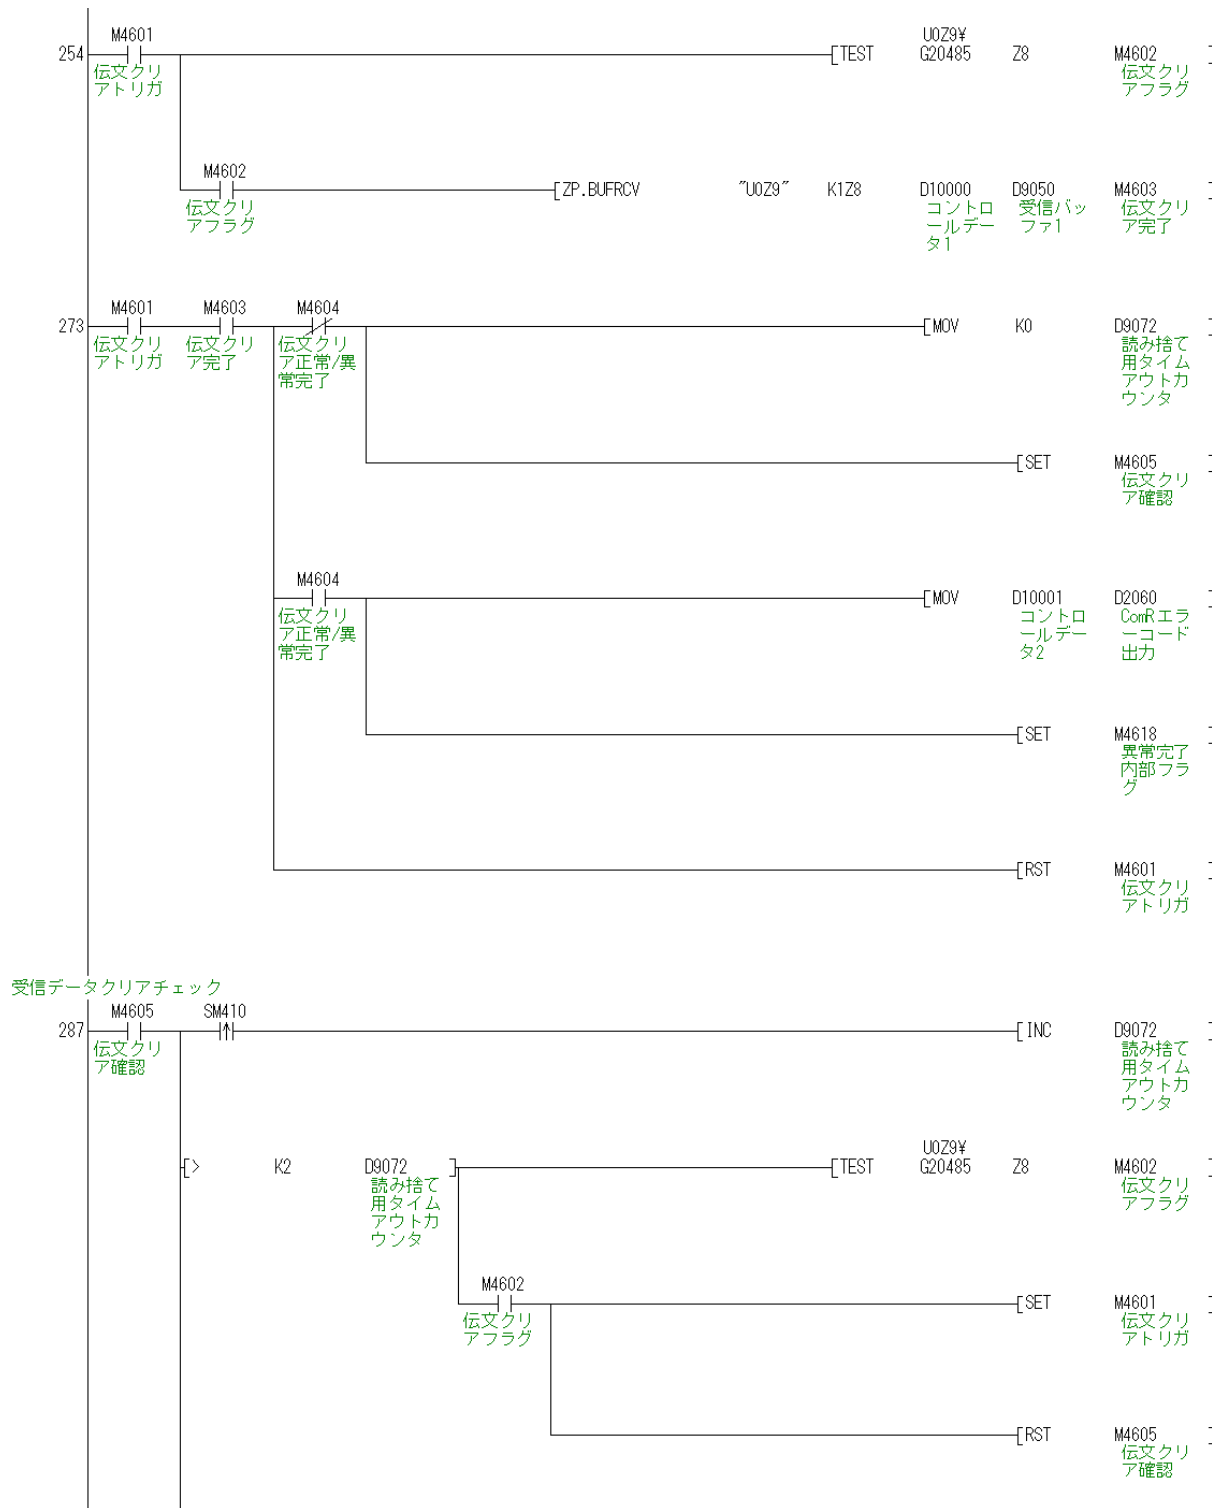 M4601
U0Z9¥
254
[TEST G20485 Z8 M4602 ]
伝文クリ
アトリガ
伝文クリ
アフラグ
M4602
[ZP.BUFRCV "U0Z9" K1Z8 D10000 D9050 M4603 ]
伝文クリ
アフラグ
コントロ
ールデー
タ1
受信バッ
ファ1
伝文クリ
ア完了
M4601 M4603 M4604
273
[MOV K0 D9072 ]
伝文クリ
アトリガ
伝文クリ
ア完了
伝文クリ
ア正常/異
常完了
読み捨て
用タイム
アウトカ
ウンタ
[SET M4605 ]
伝文クリ
ア確認
M4604
[MOV D10001 D2060 ]
伝文クリ
ア正常/異
常完了
コントロ
ールデー
タ2
ComRエラ
ーコード
出力
[SET M4618 ]
異常完了
内部フラ
グ
[RST M4601 ]
伝文クリ
アトリガ
受信データクリアチェック
M4605 SM410
287
[INC D9072 ]
伝文クリ
ア確認
読み捨て
用タイム
アウトカ
ウンタ
U0Z9¥
[> K2 D9072 ]
[TEST G20485 Z8 M4602 ]
読み捨て
用タイム
アウトカ
ウンタ
伝文クリ
アフラグ
M4602
[SET M4601 ]
伝文クリ
アフラグ
伝文クリ
アトリガ
[RST M4605 ]
伝文クリ
ア確認